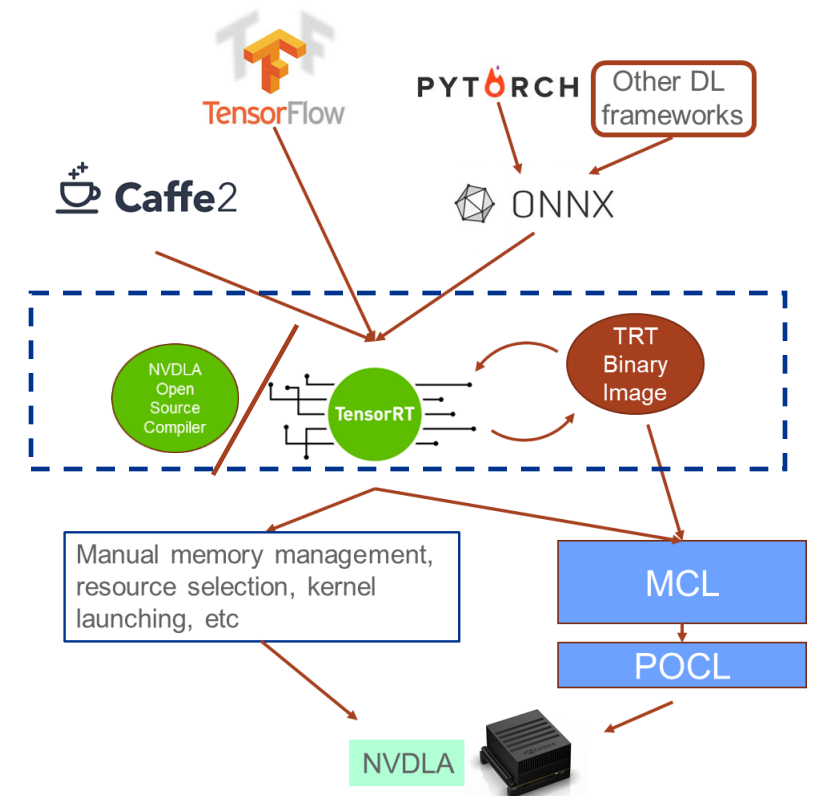 TensorFlow
PYTORCH
Other DL
frameworks
Caffe2
ONNX
NVDLA
Open
Source
Compiler
TensorRT
TRT
Binary
Image
Manual memory management,
resource selection, kernel
launching, etc
MCL
POCL
NVDLA